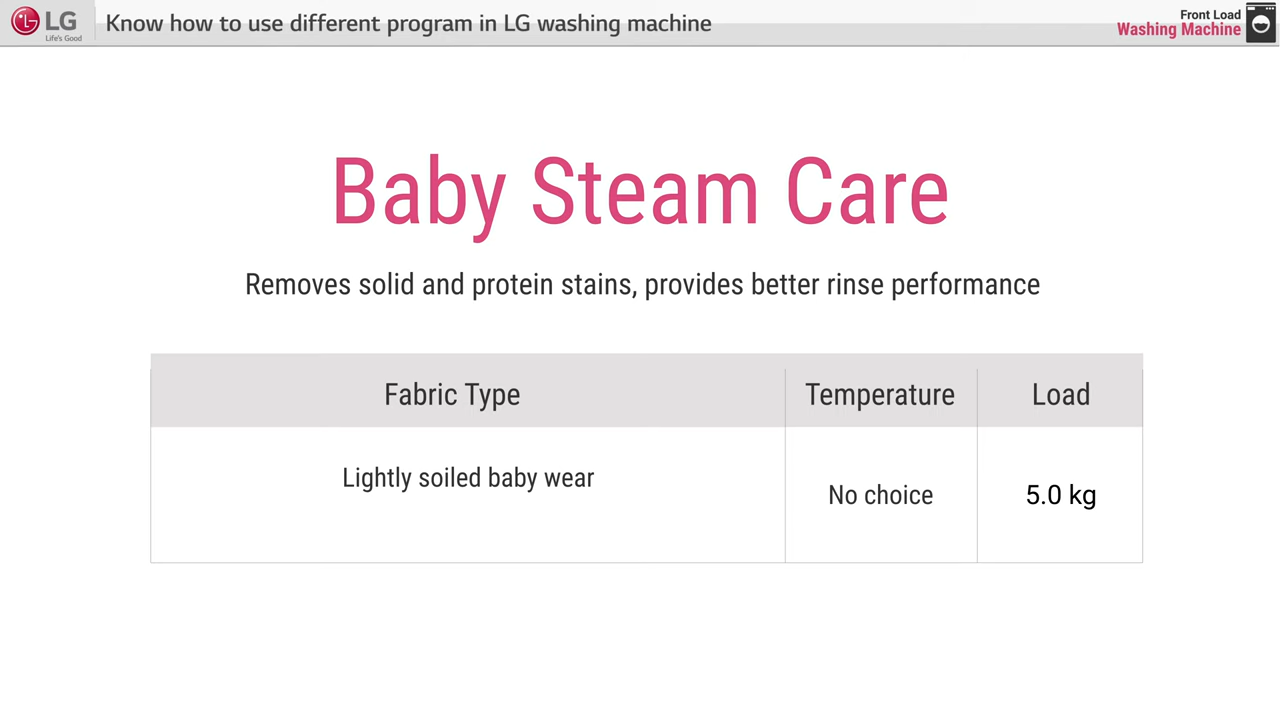 LG
Life's Good
Know how to use different program in LG washing machine
Front Load
Washing Machine
Baby Steam Care
Removes solid and protein stains, provides better rinse performance
Fabric Type
Temperature
Load
Lightly soiled baby wear
No choice
5.0 kg